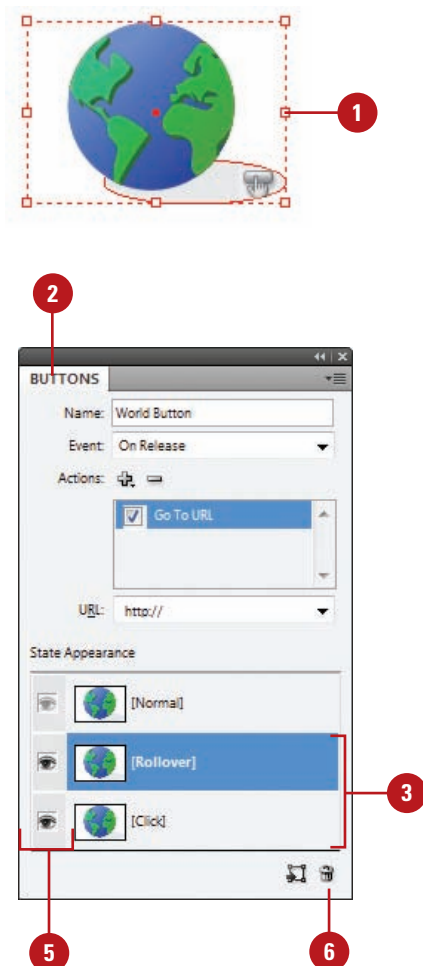 1
2
BUTTONS
Name: World Button
Event: On Release
Actions:
Go To URL
URL: http://
State Appearance
[Normal]
[Rollover]
3
[Click]
5
6